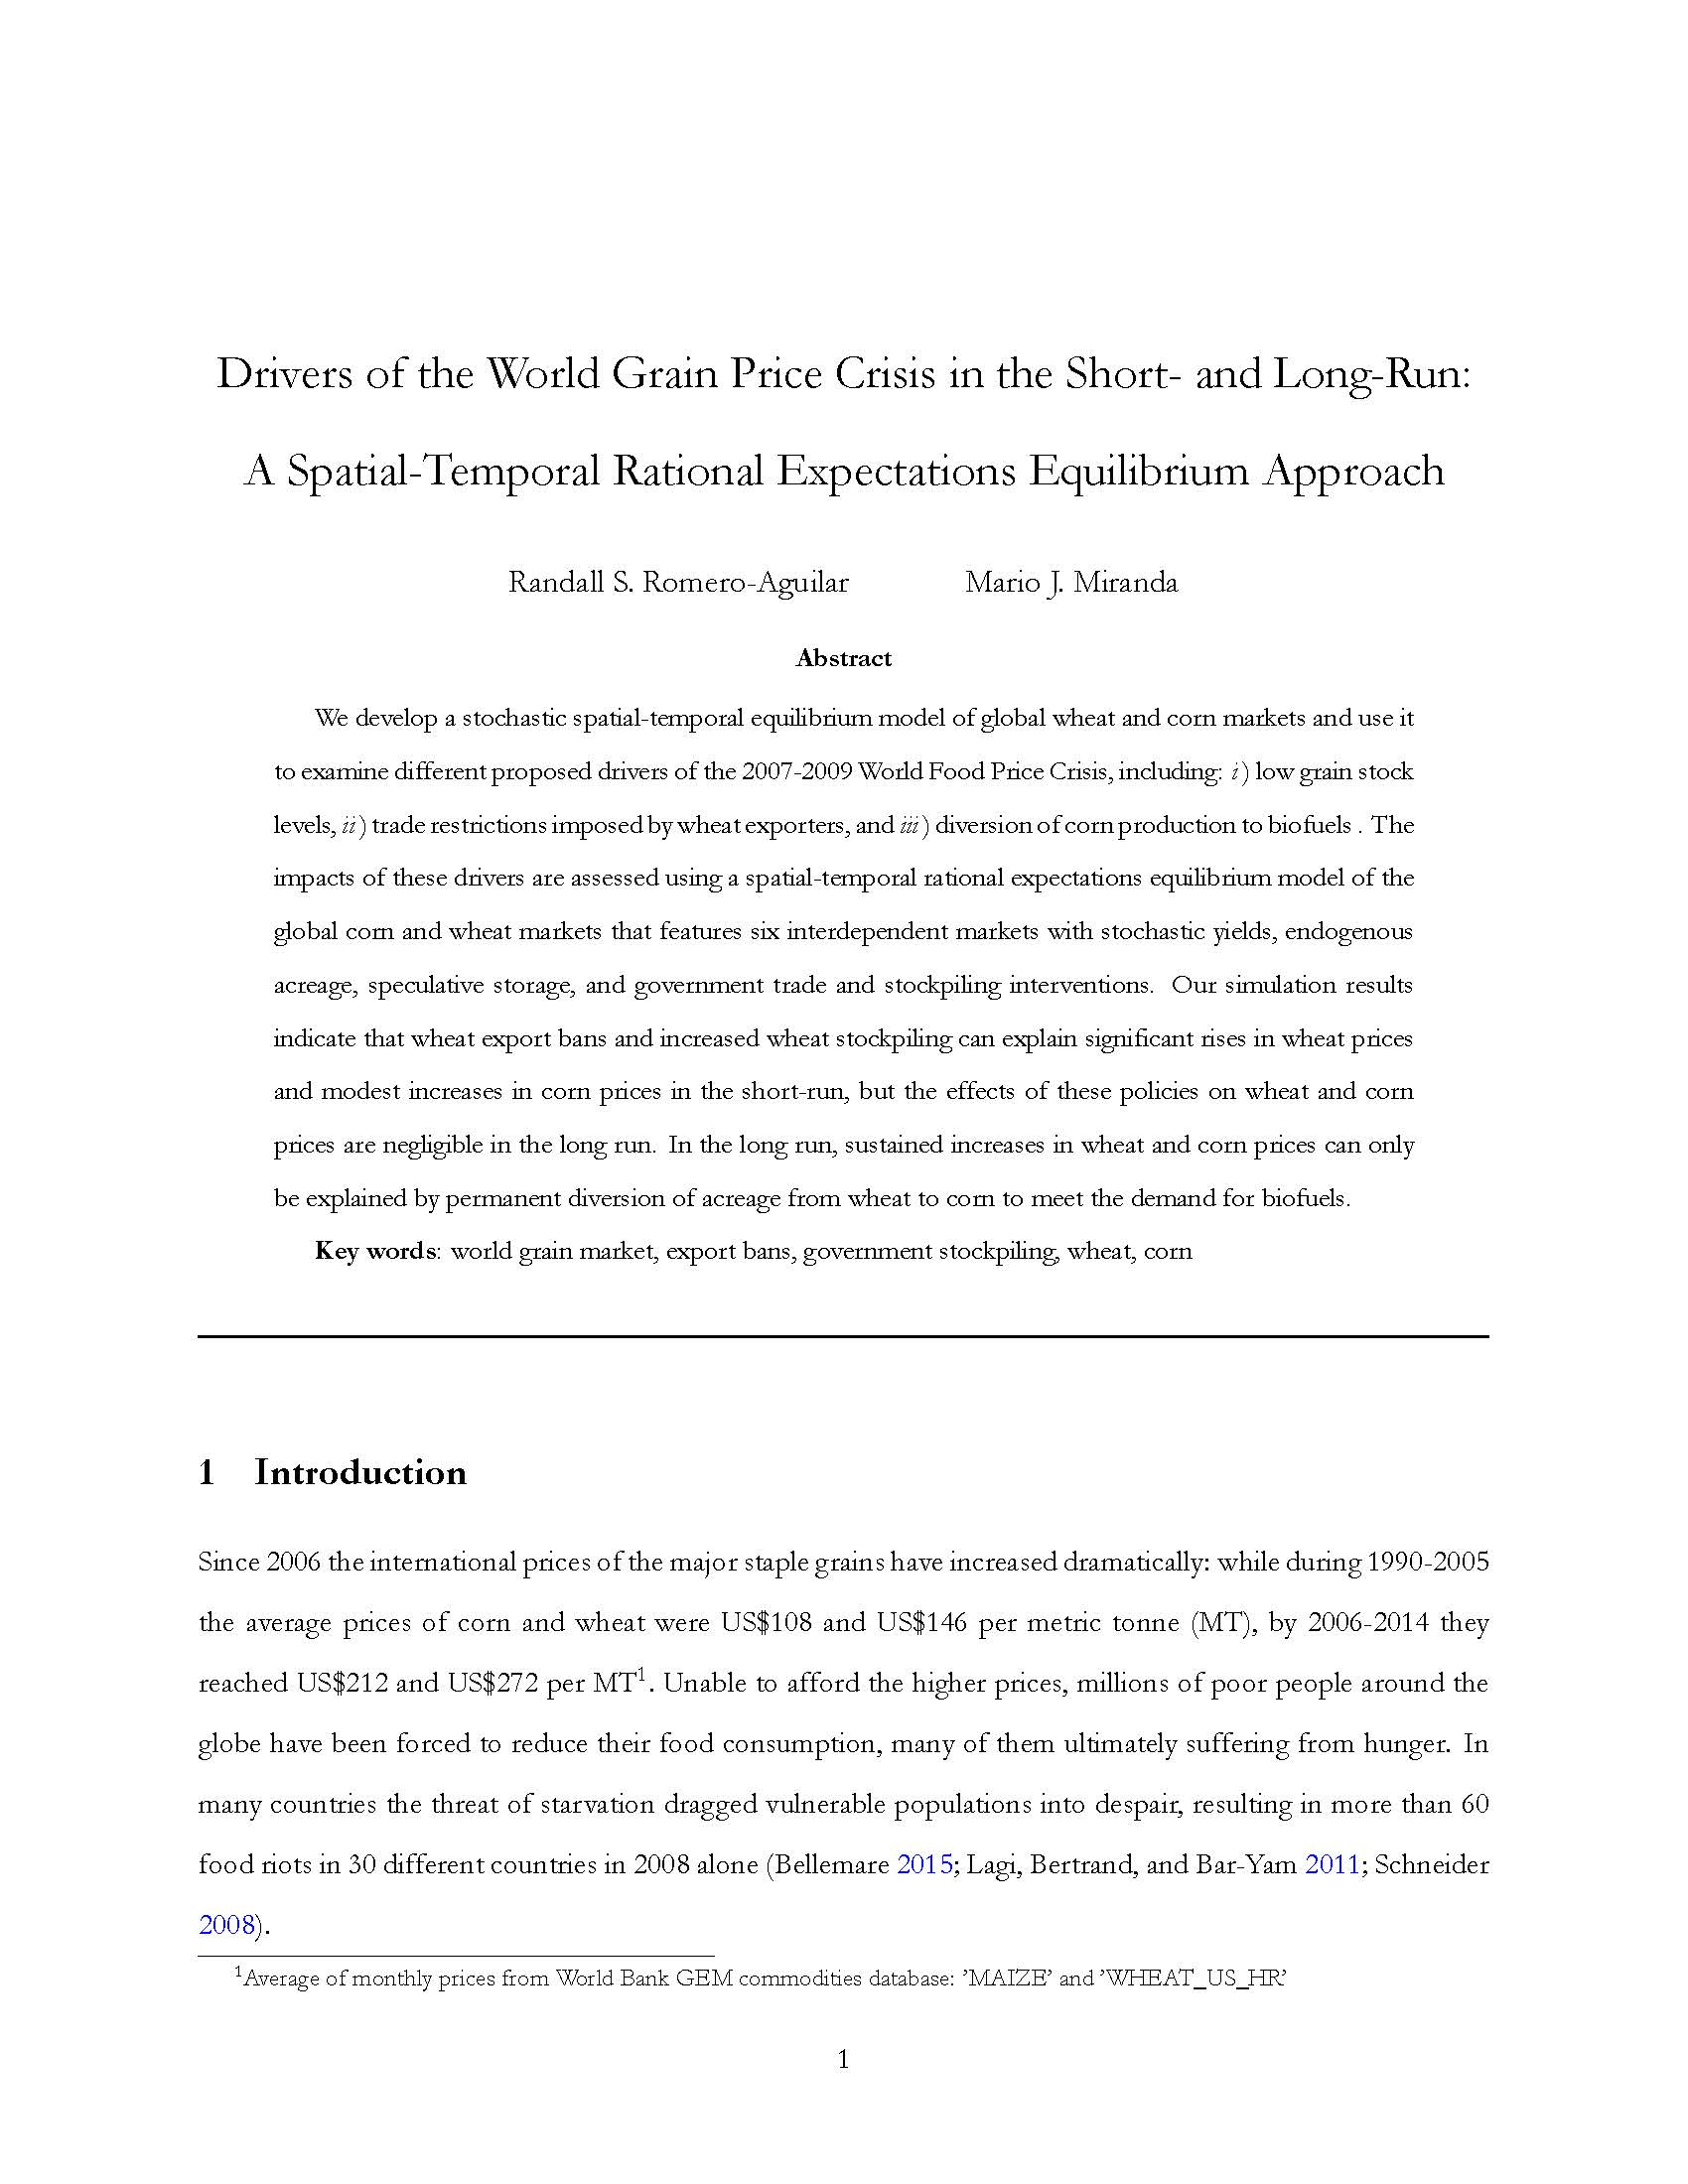 Drivers of the World Grain Price Crisis in the Short- and Long-Run:
A Spatial-Temporal Rational Expectations Equilibrium Approach
Randall S. Romero-Aguilar Mario J. Miranda
Abstract
We develop a stochastic spatial-temporal equilibrium model of global wheat and corn markets and use it
to examine different proposed drivers of the 2007-2009 World Food Price Crisis, including: i) low grain stock
levels, ii) trade restrictions imposed by wheat exporters, and iii) diversion of corn production to biofuels . The
impacts of these drivers are assessed using a spatial-temporal rational expectations equilibrium model of the
global corn and wheat markets that features six interdependent markets with stochastic yields, endogenous
acreage, speculative storage, and government trade and stockpiling interventions. Our simulation results
indicate that wheat export bans and increased wheat stockpiling can explain significant rises in wheat prices
and modest increases in corn prices in the short-run, but the effects of these policies on wheat and corn
prices are negligible in the long run. In the long run, sustained increases in wheat and corn prices can only
be explained by permanent diversion of acreage from wheat to corn to meet the demand for biofuels.
Key words: world grain market, export bans, government stockpiling, wheat, corn
1 Introduction
Since 2006 the international prices of the major staple grains have increased dramatically: while during 1990-2005
the average prices of corn and wheat were US$108 and US$146 per metric tonne (MT), by 2006-2014 they
reached US$212 and US$272 per MT1. Unable to afford the higher prices, millions of poor people around the
globe have been forced to reduce their food consumption, many of them ultimately suffering from hunger. In
many countries the threat of starvation dragged vulnerable populations into despair, resulting in more than 60
food riots in 30 different countries in 2008 alone (Bellemare 2015; Lagi, Bertrand, and Bar-Yam 2011; Schneider
2008).
1Average of monthly prices from World Bank GEM commodities database: ’MAIZE’ and ’WHEAT_US_HR’
1